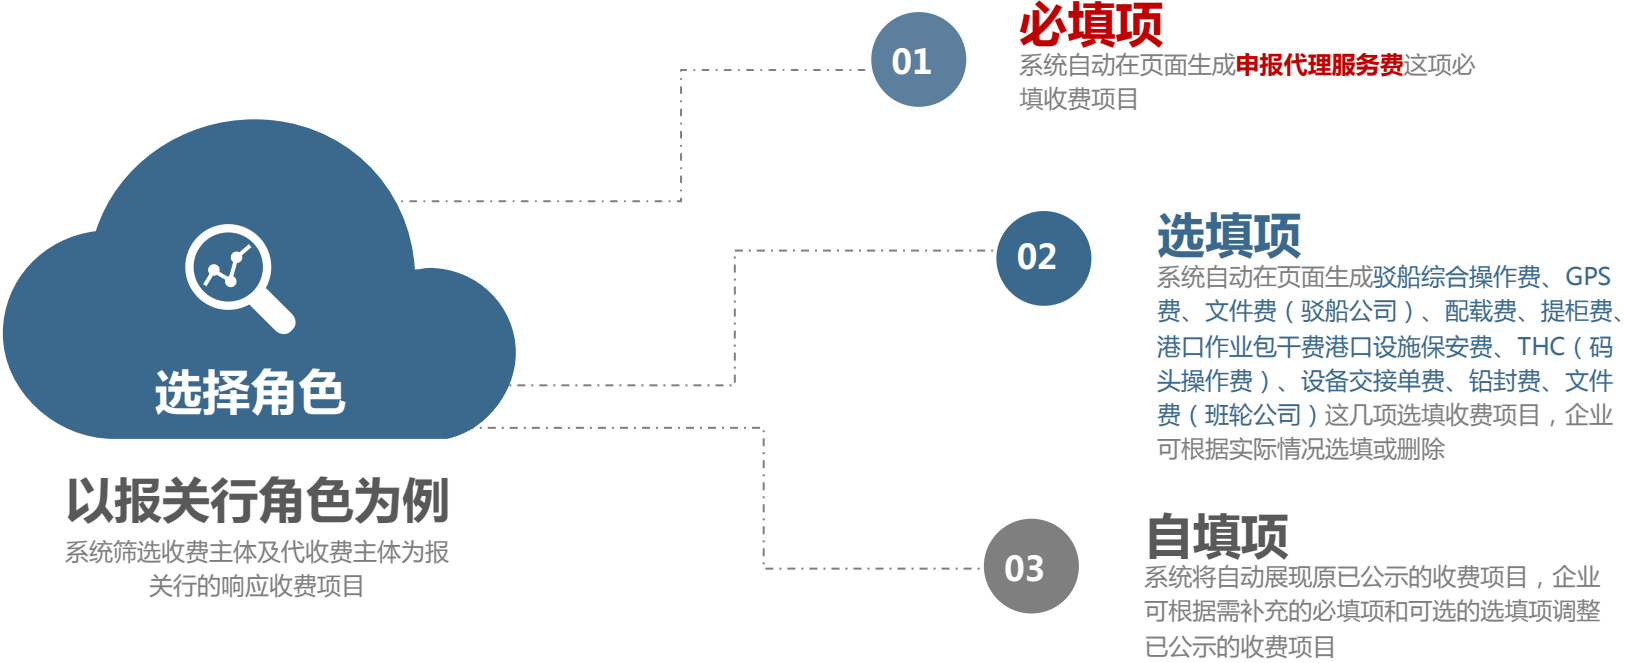 选择角色
以报关行角色为例
系统筛选收费主体及代收费主体为报
关行的响应收费项目
01
必填项
系统自动在页面生成申报代理服务费这项必
填收费项目
02
选填项
系统自动在页面生成驳船综合操作费、GPS
费、文件费（驳船公司）、配载费、提柜费、
港口作业包干费港口设施保安费、THC（码
头操作费）、设备交接单费、铅封费、文件
费（班轮公司）这几项选填收费项目，企业
可根据实际情况选填或删除
03
自填项
系统将自动展现原已公示的收费项目，企业
可根据需补充的必填项和可选的选填项调整
已公示的收费项目